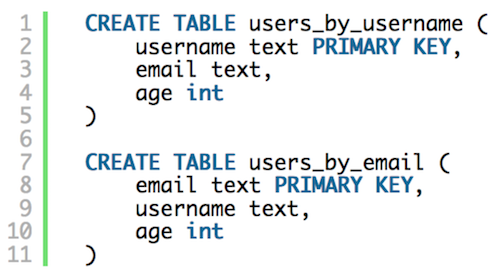 1 CREATE TABLE users_by_username (
2 username text PRIMARY KEY,
3 email text,
4 age int
5 )
6
7 CREATE TABLE users_by_email (
8 email text PRIMARY KEY,
9 username text,
10 age int
11 )